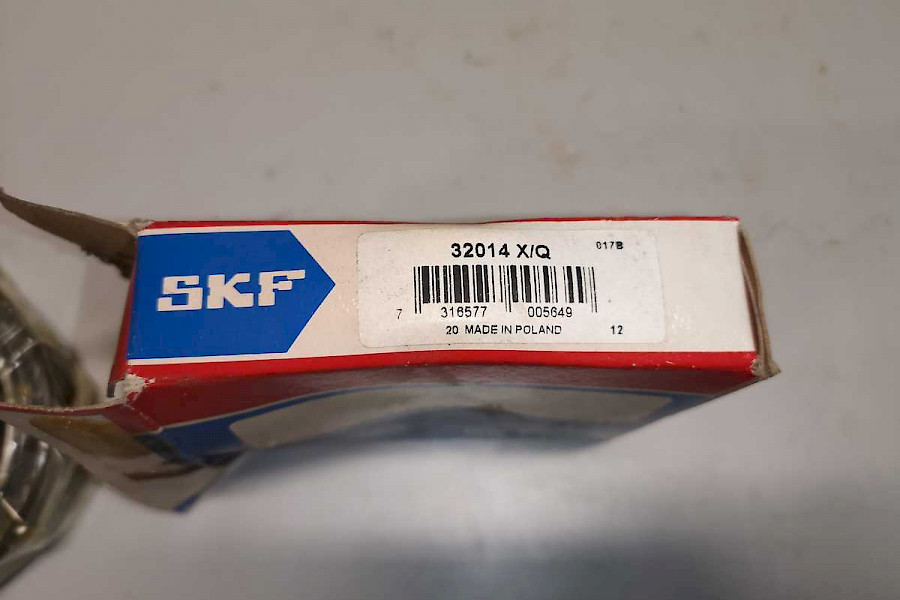 SKF
32014 X/Q
017B
7 316577 005649
20 MADE IN POLAND
12